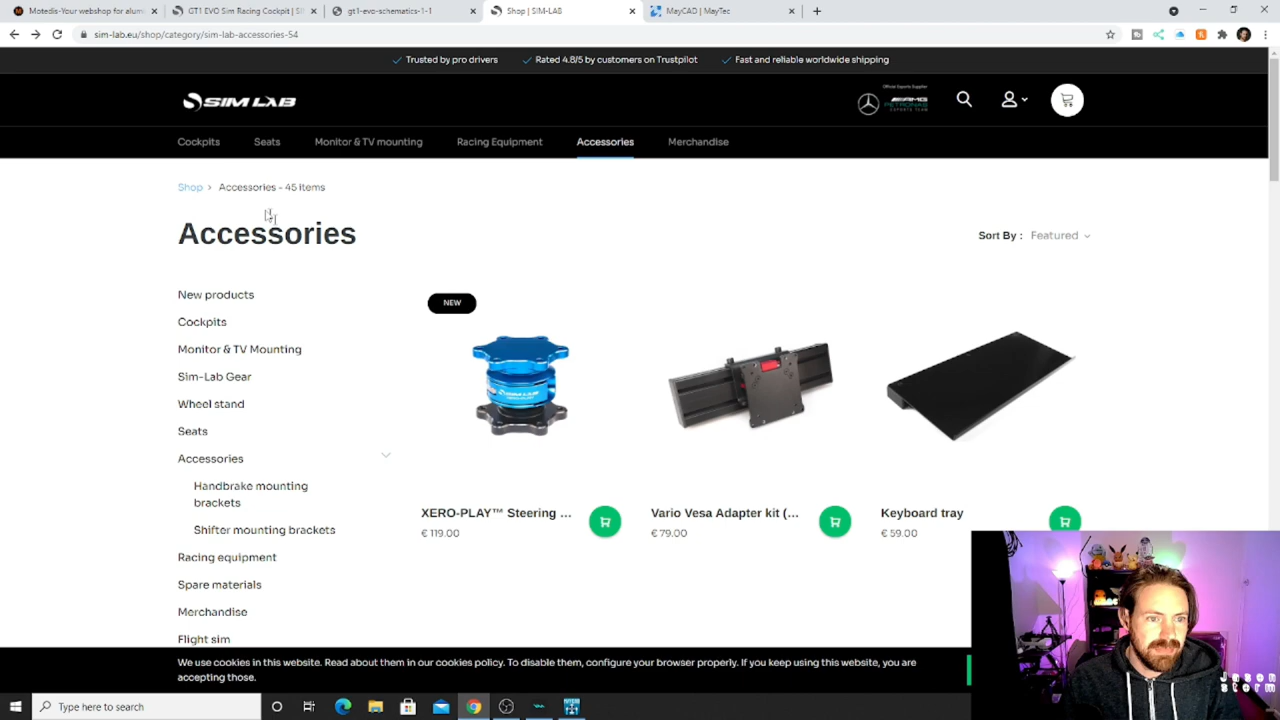 Motedis-Your webshop for alum
GT1 EVO Sim Racing Cockpit | Si
gt1-evo-schematics-1-1
Shop | SIM-LAB
MayCAD | MayTec
sim-lab.eu/shop/category/sim-lab-accessories-54
Trusted by pro drivers
Rated 4.8/5 by customers on Trustpilot
Fast and reliable worldwide shipping
SIM LAB
Cockpits
Seats
Monitor & TV mounting
Racing Equipment
Accessories
Merchandise
Shop > Accessories - 45 items
Accessories
Sort By : Featured
New products
Cockpits
Monitor & TV Mounting
Sim-Lab Gear
Wheel stand
Seats
Accessories
Handbrake mounting
brackets
Shifter mounting brackets
Racing equipment
Spare materials
Merchandise
Flight sim
NEW
SIM LAB
XERO-PLAY™ Steering ...
€ 119.00
Vario Vesa Adapter kit (...
€ 79.00
Keyboard tray
€ 59.00
We use cookies in this website. Read about them in our cookies policy. To disable them, configure your browser properly. If you keep using this website, you are
accepting those.
Type here to search
Jason
storm